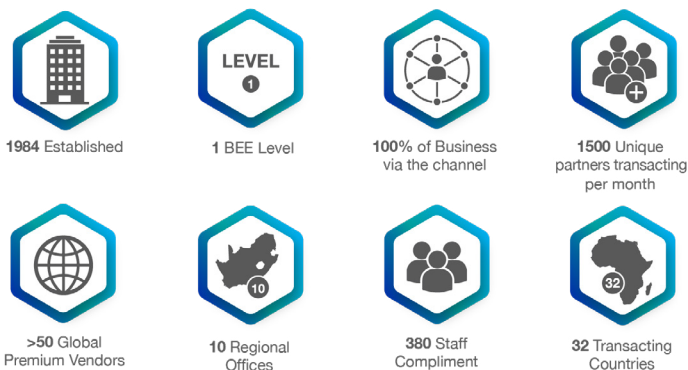 LEVEL
1
1984 Established
1 BEE Level
100% of Business
via the channel
1500 Unique
partners transacting
per month
10
32
>50 Global
Premium Vendors
10 Regional
Offices
380 Staff
Compliment
32 Transacting
Countries